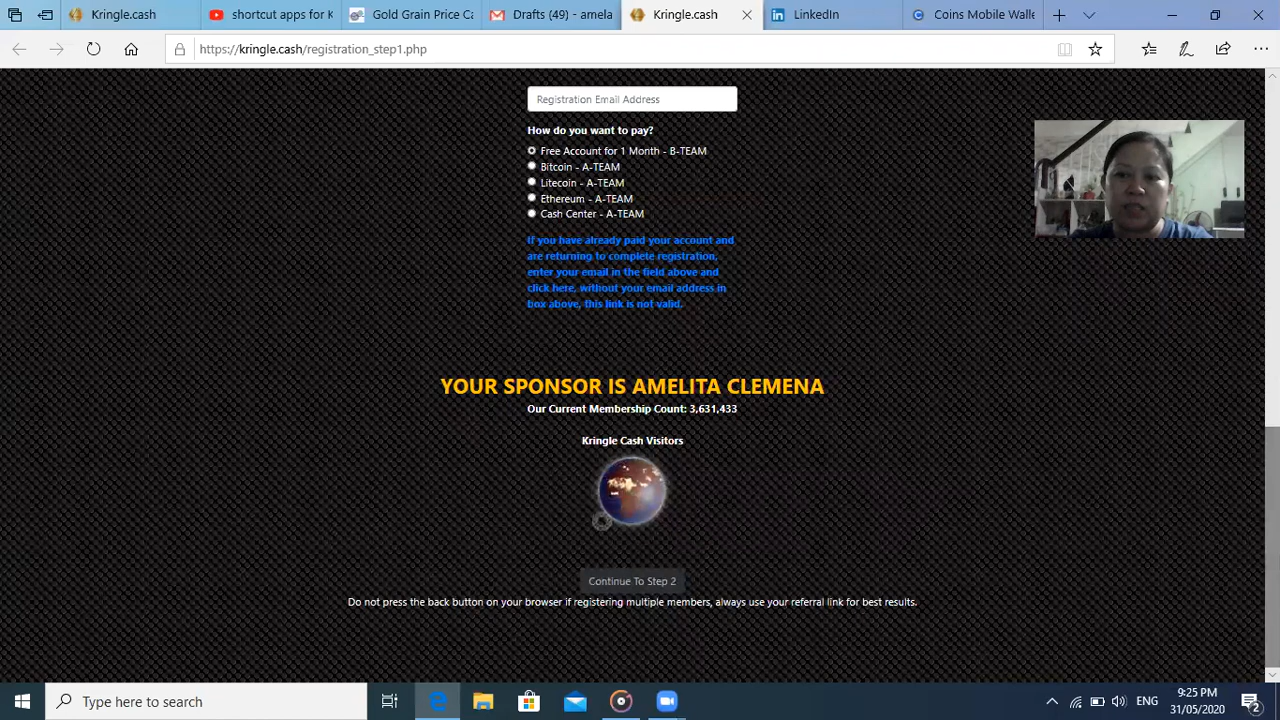 Kringle.cash
shortcut apps for K
Gold Grain Price Ca
Drafts (49) - amela
Kringle.cash
LinkedIn
Coins Mobile Walle
https://kringle.cash/registration_step1.php
Registration Email Address
How do you want to pay?
Free Account for 1 Month - B-TEAM
Bitcoin - A-TEAM
Litecoin - A-TEAM
Ethereum - A-TEAM
Cash Center - A-TEAM
If you have already paid your account and
are returning to complete registration,
enter your email in the field above and
click here, without your email address in
box above, this link is not valid.
YOUR SPONSOR IS AMELITA CLEMENA
Our Current Membership Count: 3,631,433
Kringle Cash Visitors
Continue To Step 2
Do not press the back button on your browser if registering multiple members, always use your referral link for best results.
Type here to search
ENG
9:25 PM
31/05/2020
2